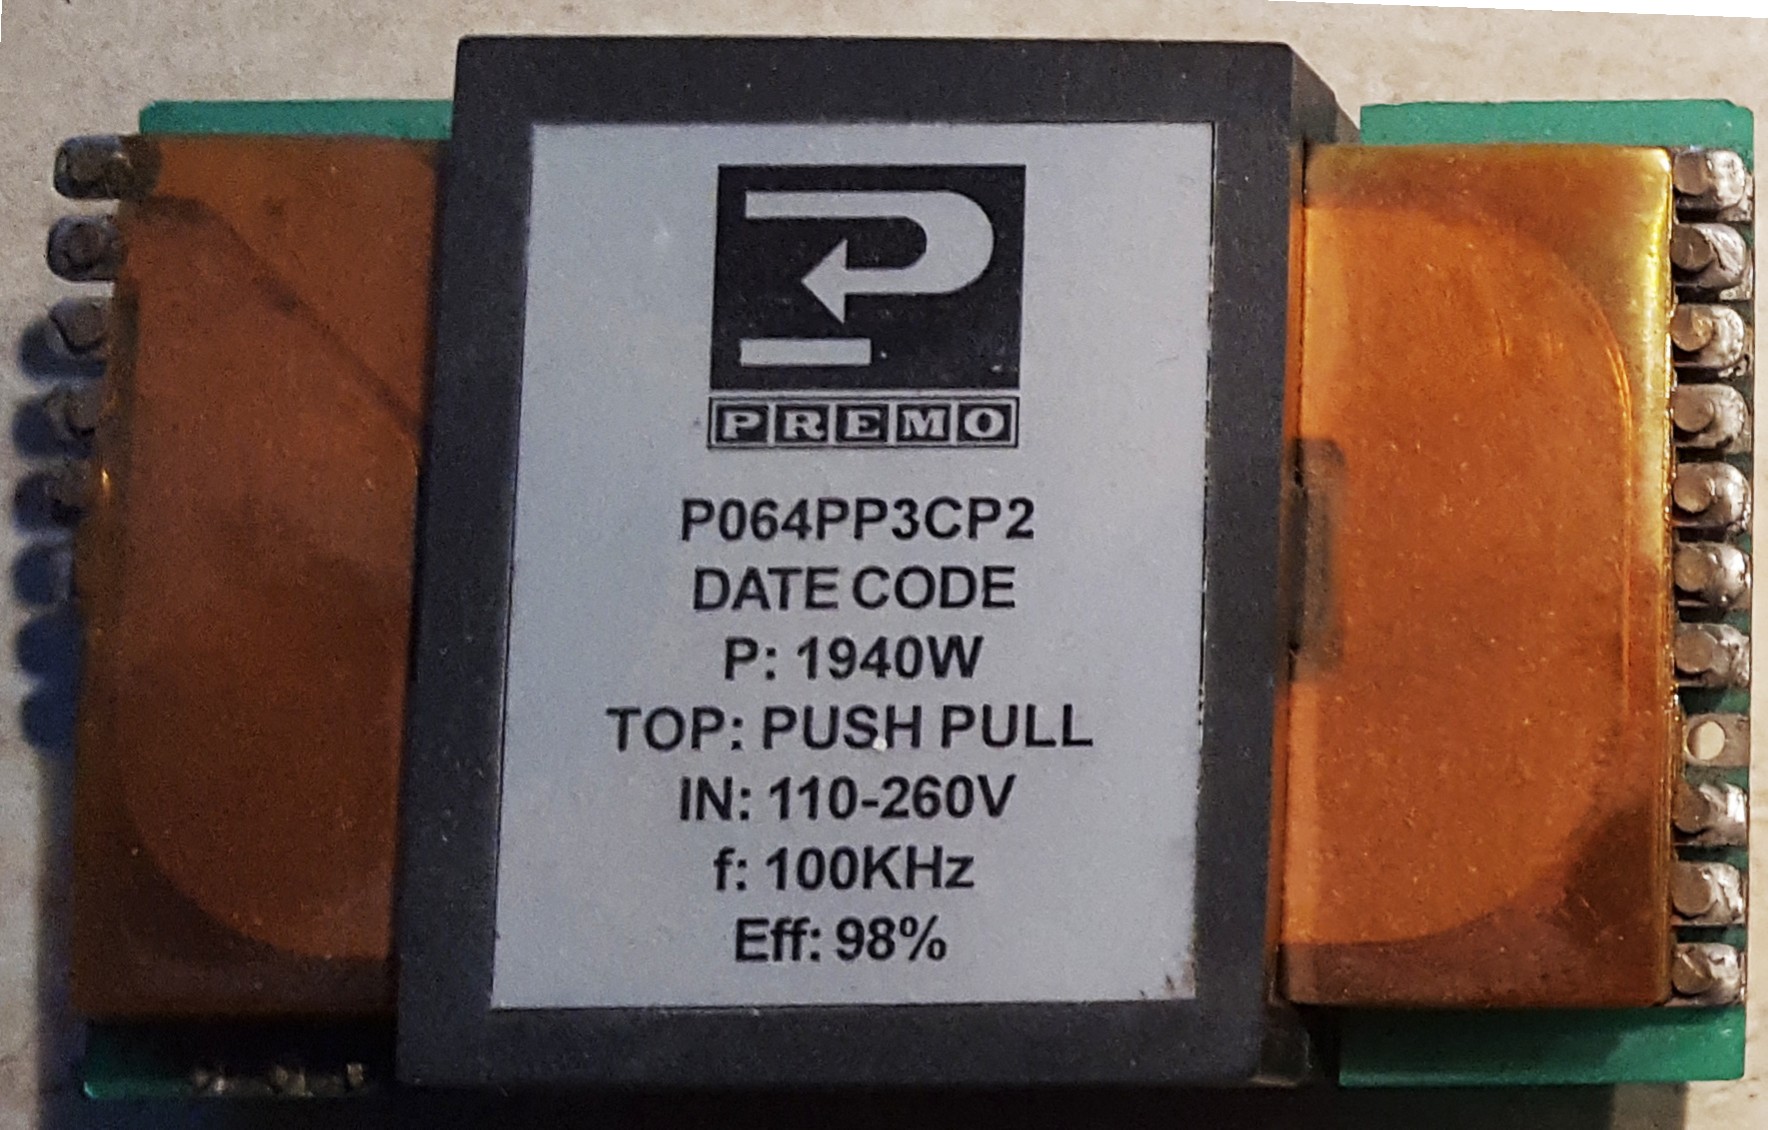 PREMO
P064PP3CP2
DATE CODE
P: 1940W
TOP: PUSH PULL
IN: 110-260V
f: 100KHz
Eff: 98%